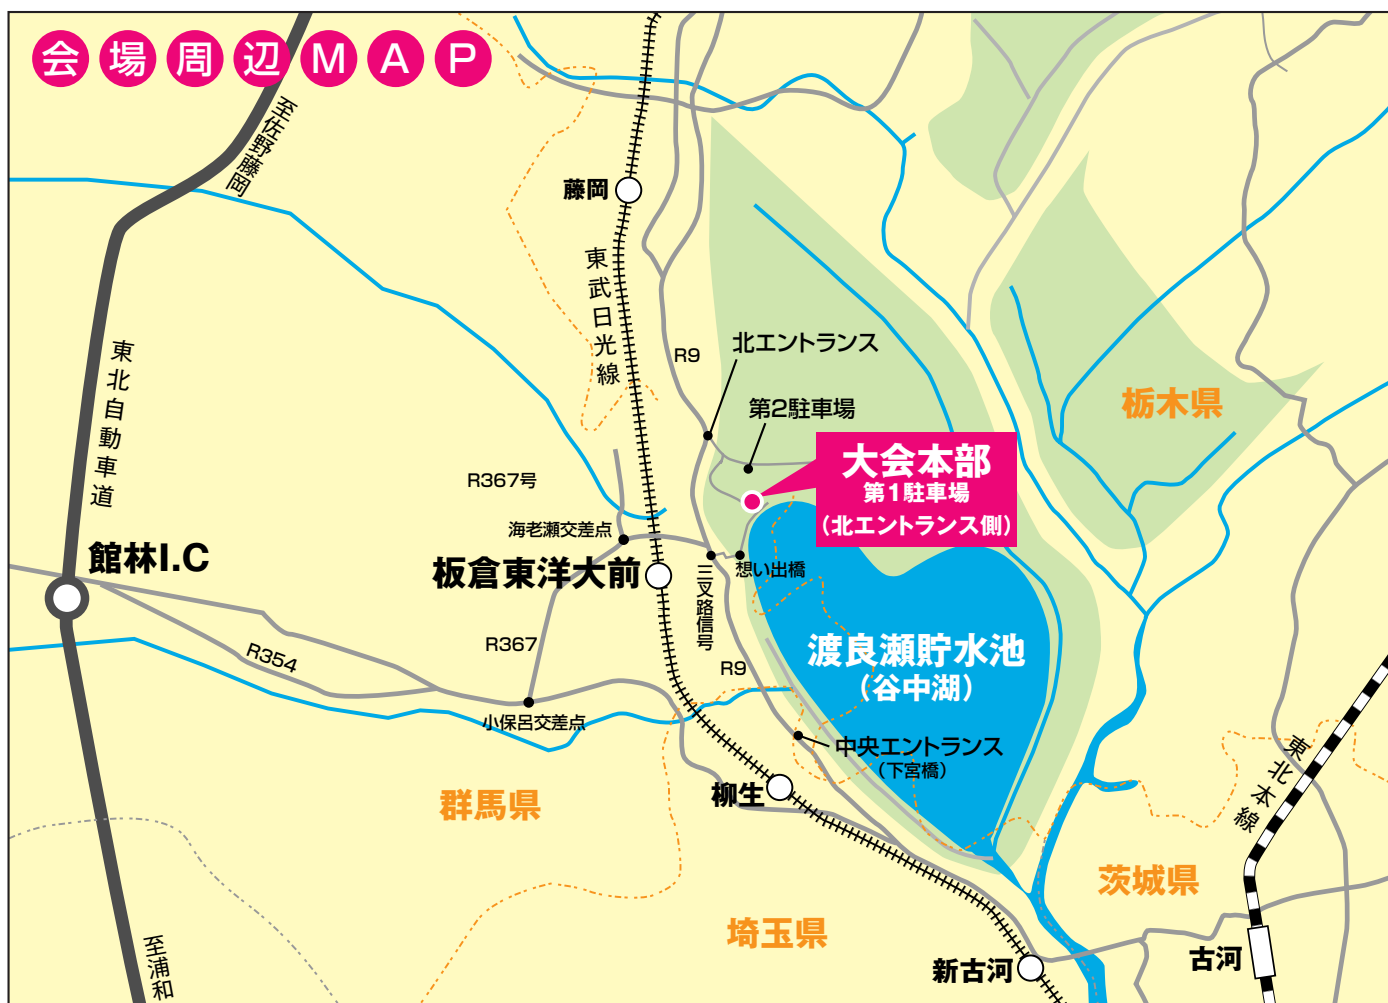 会場周辺MAP
至佐野藤岡
藤岡
東武日光線
R9
北エントランス
東北自動車道
第2駐車場
栃木県
大会本部
第1駐車場
(北エントランス側)
R367号
海老瀬交差点
館林I.C
板倉東洋大前
三叉路信号
想い出橋
R354
R367
R9
渡良瀬貯水池
(谷中湖)
小保呂交差点
中央エントランス
(下宮橋)
東北本線
群馬県
柳生
茨城県
埼玉県
至浦和
新古河
古河